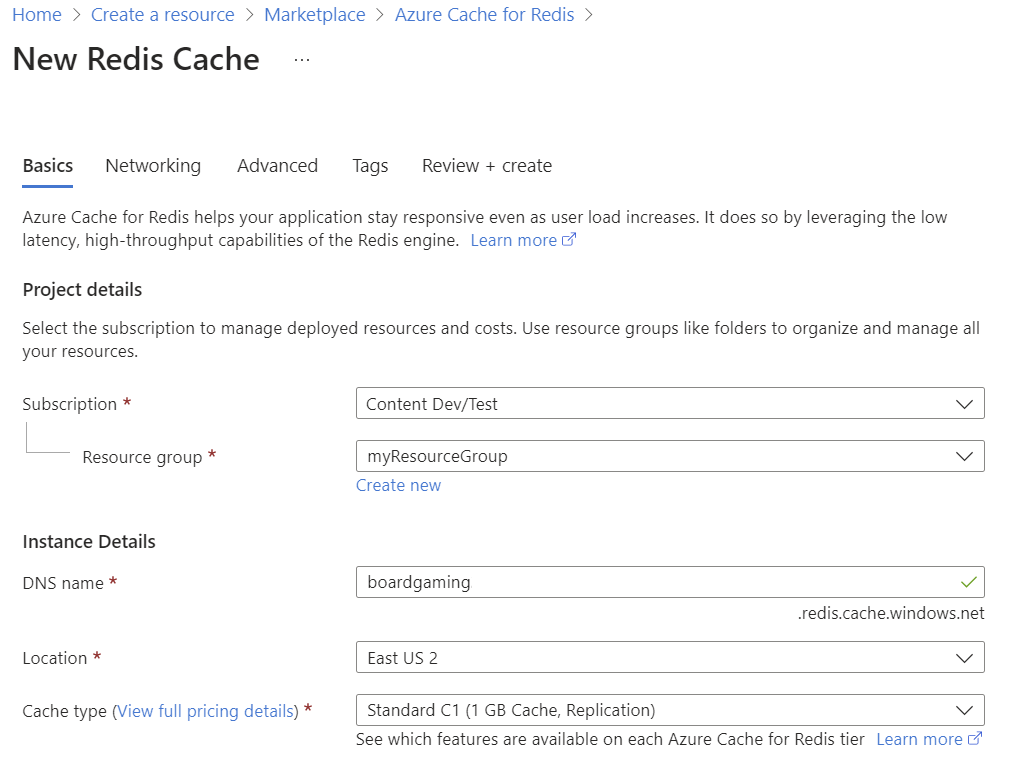 Home > Create a resource > Marketplace > Azure Cache for Redis >
New Redis Cache ...
Basics Networking Advanced Tags Review + create
Azure Cache for Redis helps your application stay responsive even as user load increases. It does so by leveraging the low
latency, high-throughput capabilities of the Redis engine. Learn more
Project details
Select the subscription to manage deployed resources and costs. Use resource groups like folders to organize and manage all
your resources.
Subscription * Content Dev/Test
Resource group * myResourceGroup
Create new
Instance Details
DNS name * boardgaming
.redis.cache.windows.net
Location * East US 2
Cache type (View full pricing details) * Standard C1 (1 GB Cache, Replication)
See which features are available on each Azure Cache for Redis tier Learn more